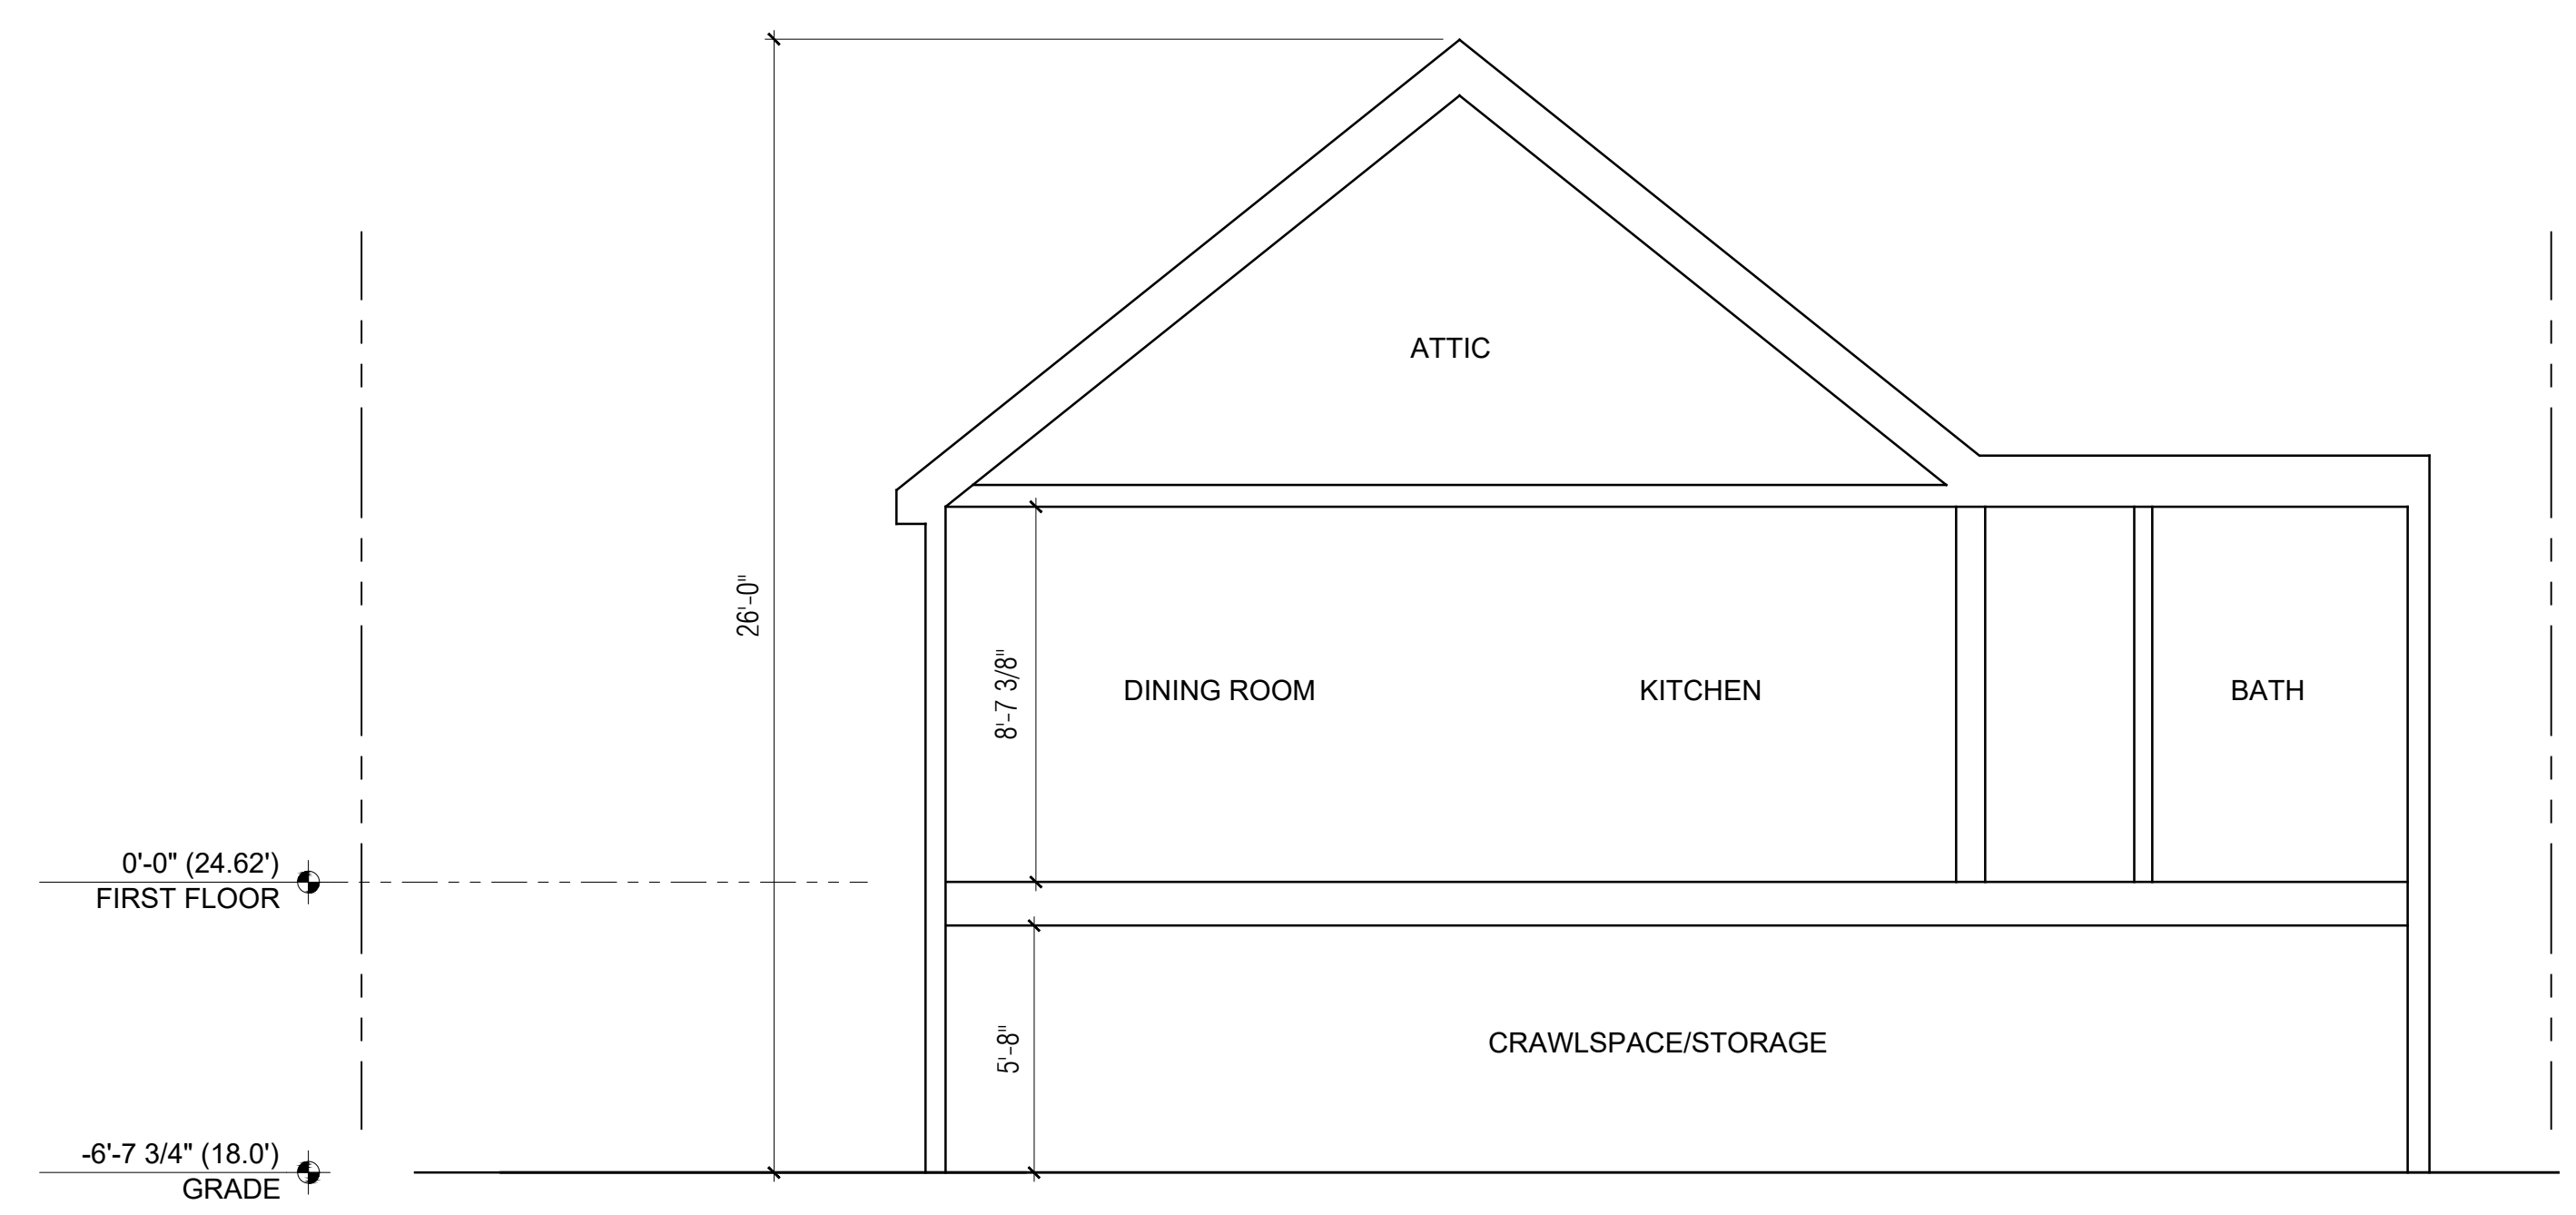 ATTIC
26'-0"
8'-7 3/8"
DINING ROOM
KITCHEN
BATH
0'-0" (24.62')
FIRST FLOOR
5'-8"
CRAWLSPACE/STORAGE
-6'-7 3/4" (18.0')
GRADE